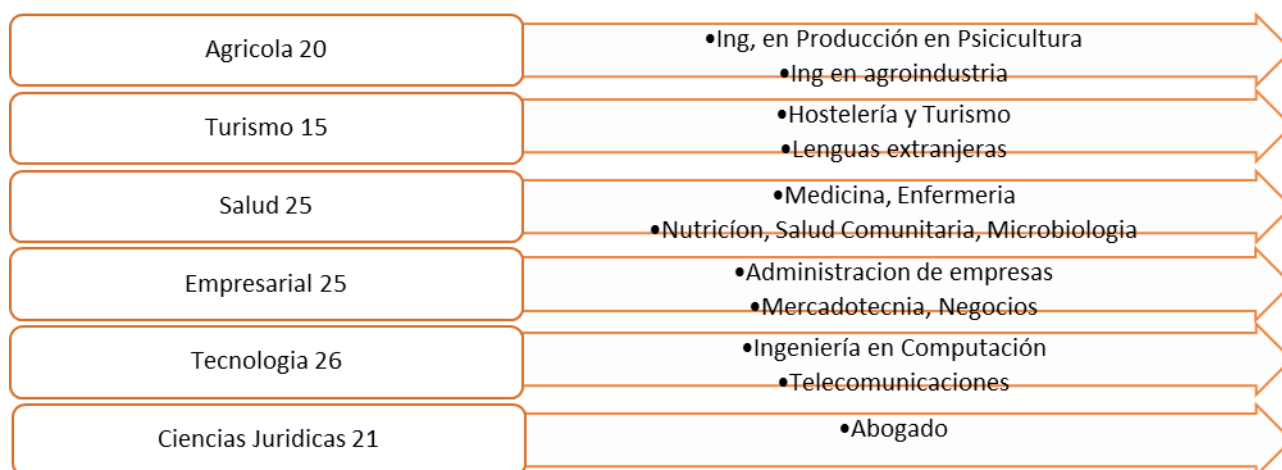 Agricola 20
•Ing, en Producción en Psicicultura
•Ing en agroindustria
Turismo 15
•Hostelería y Turismo
•Lenguas extranjeras
Salud 25
•Medicina, Enfermeria
•Nutricíon, Salud Comunitaria, Microbiologia
Empresarial 25
•Administracion de empresas
•Mercadotecnia, Negocios
Tecnologia 26
•Ingeniería en Computación
•Telecomunicaciones
Ciencias Juridicas 21
•Abogado